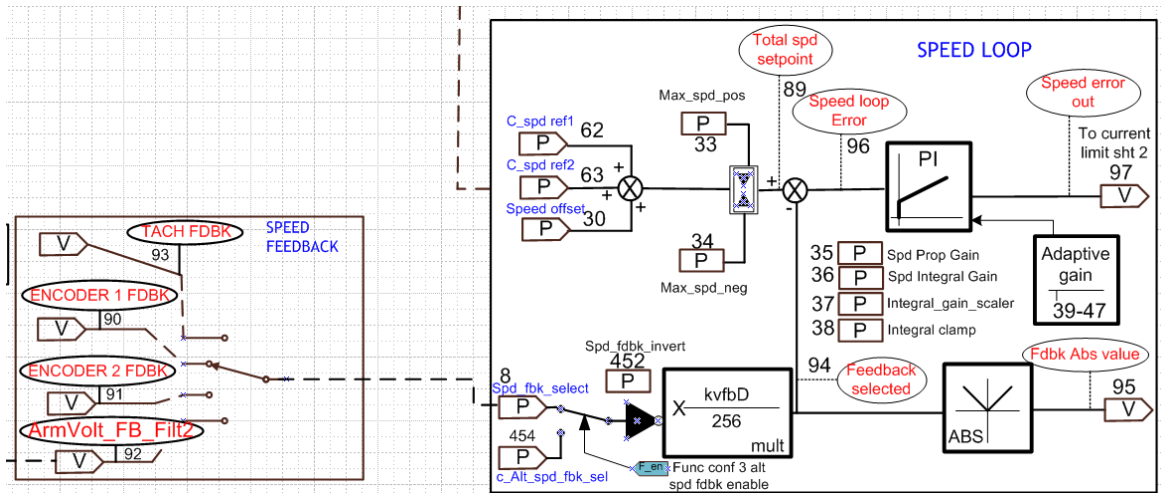 SPEED LOOP
Total spd
setpoint
89
Speed loop
Error
96
Speed error
out
To current
limit sht 2
97
V
Max_spd_pos
P
33
C_spd ref1
62
P
C_spd ref2
63
P
Speed offset
30
P
+
+
+
+
-
X
X
PI
34
P
Max_spd_neg
35
P
Spd Prop Gain
36
P
Spd Integral Gain
37
P
Integral_gain_scaler
38
P
Integral clamp
Adaptive
gain
39-47
SPEED
FEEDBACK
TACH FDBK
V
93
ENCODER 1 FDBK
V
90
ENCODER 2 FDBK
V
91
ArmVolt_FB_Filt2
V
92
8
Spd_fbk_select
P
454
P
c_Alt_spd_fbk_sel
Spd_fdbk_invert
452
P
X
kvfbD
256
mult
F_en
Func conf 3 alt
spd fdbk enable
94
Feedback
selected
ABS
Fdbk Abs value
95
V